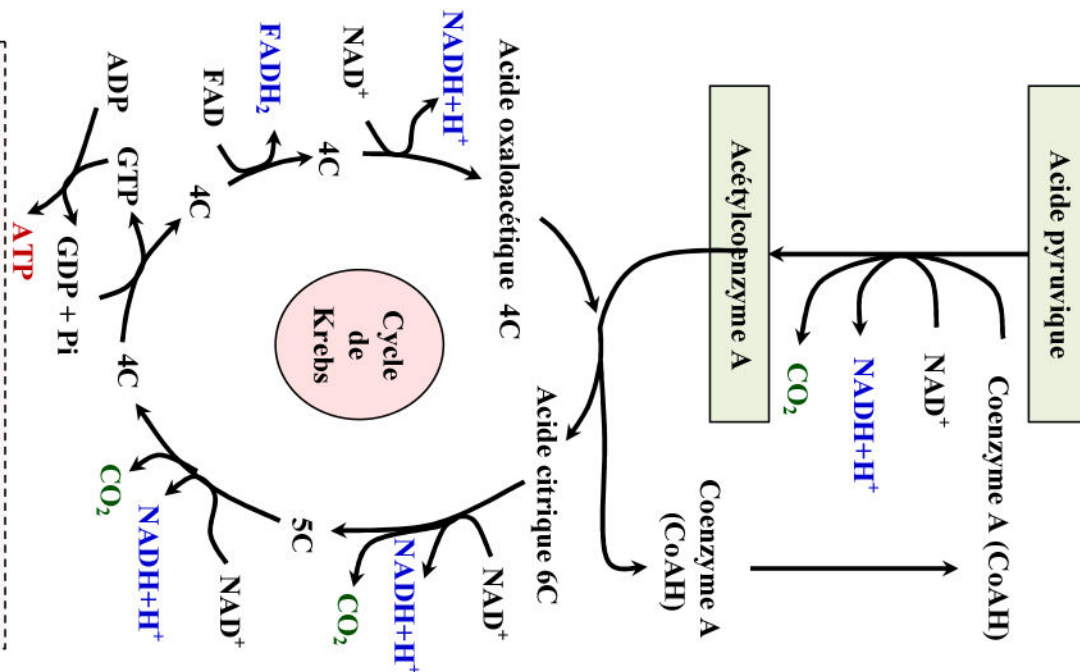 Acide pyruvique
Coenzyme A (CoAH)
NAD⁺
NADH+H⁺
CO₂
Acétylcoenzyme A
Coenzyme A
(CoAH)
Acide oxaloacétique 4C
Acide citrique 6C
NADH+H⁺
NAD⁺
NAD⁺
NADH+H⁺
CO₂
Cycle
de
Krebs
4C
5C
FADH₂
FAD
NAD⁺
NADH+H⁺
CO₂
4C
4C
GTP
ADP
GDP + Pi
ATP